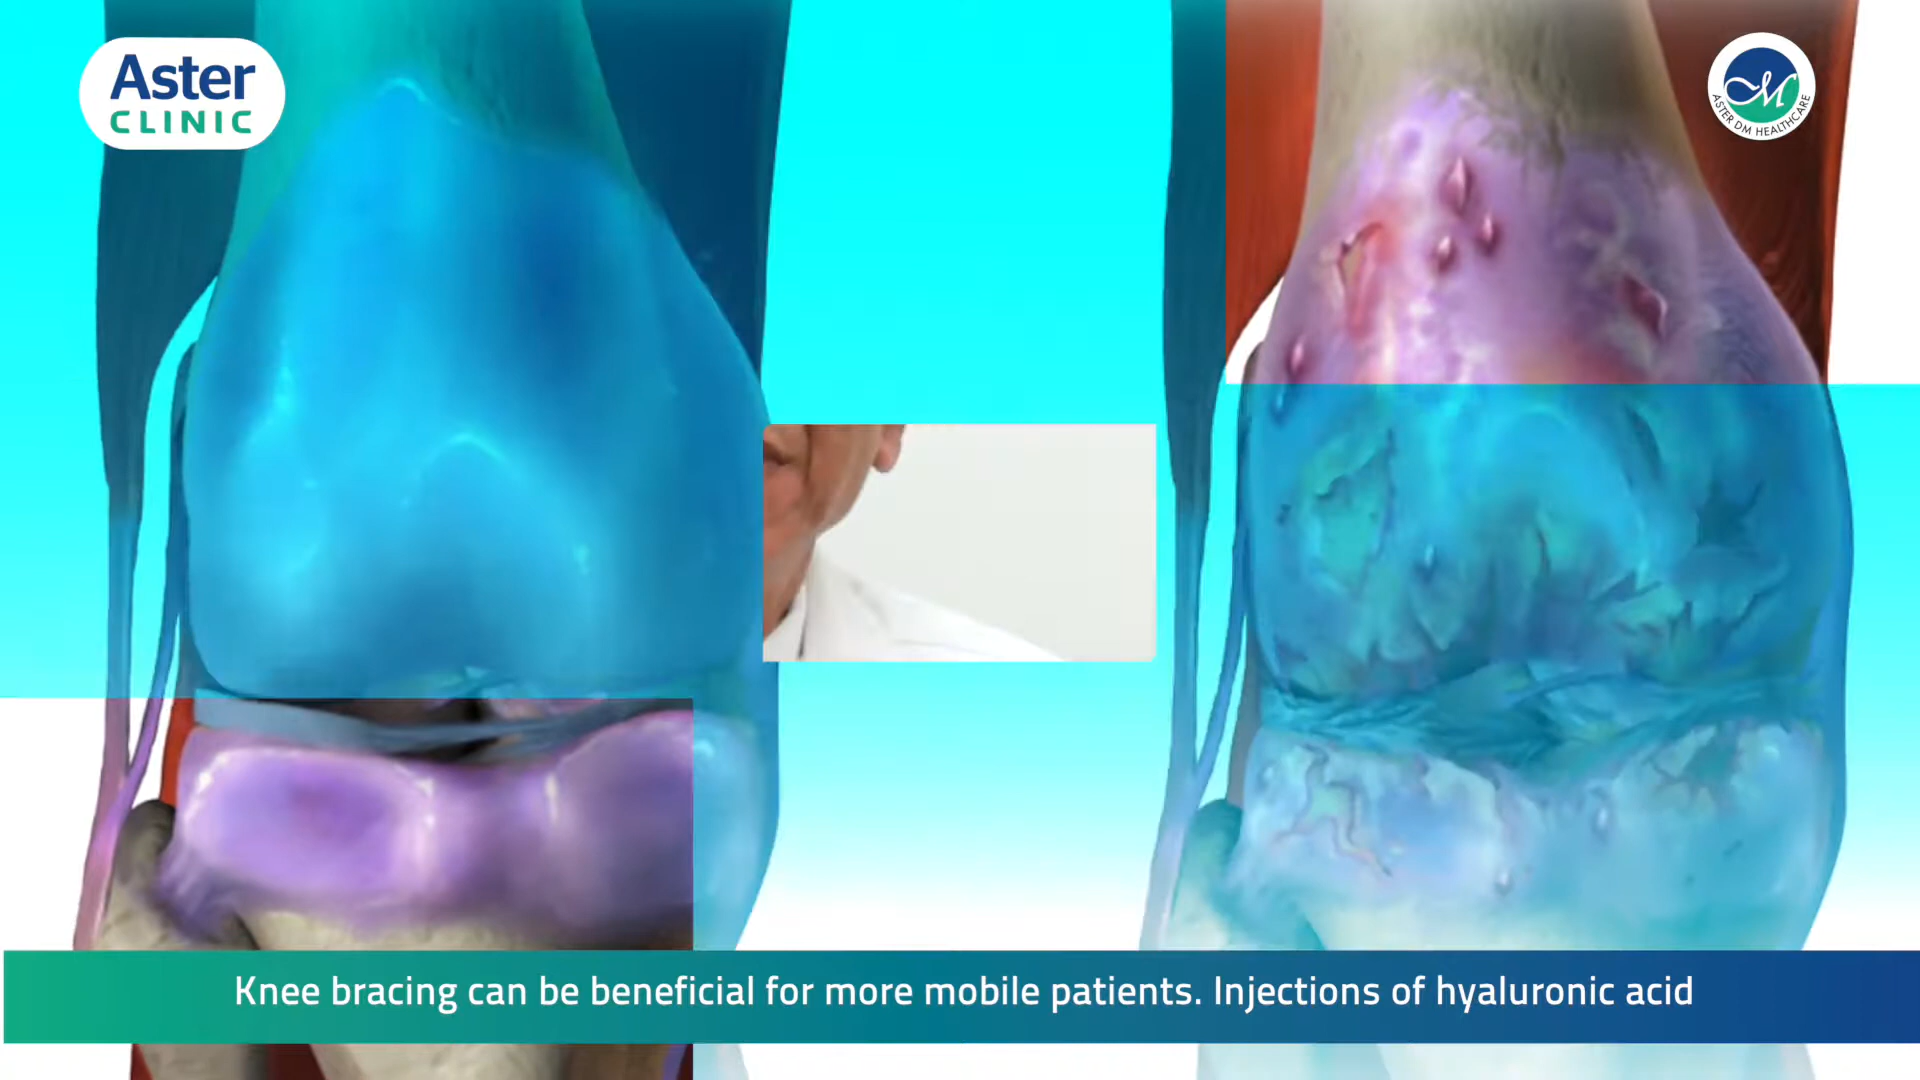 Aster
CLINIC
ASTER DM HEALTHCARE
Knee bracing can be beneficial for more mobile patients. Injections of hyaluronic acid